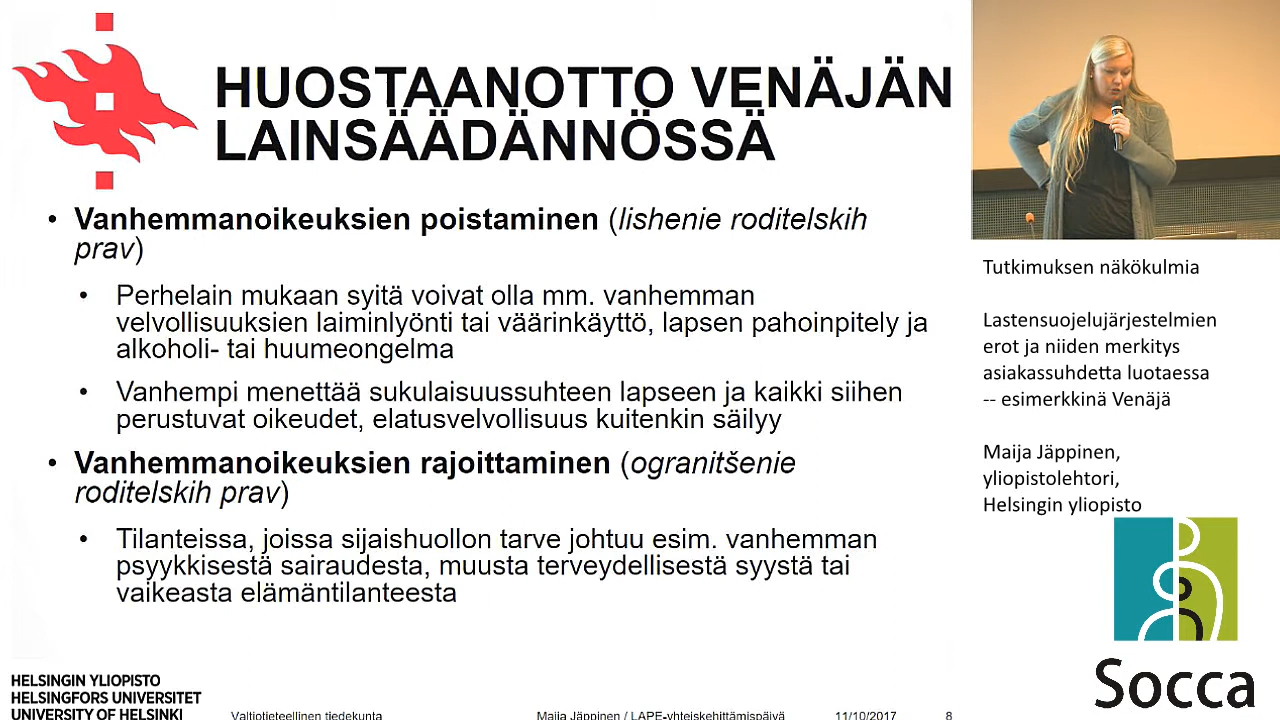 HUOSTAANOTTO VENÄJÄN
LAINSÄÄDÄNNÖSSÄ
• Vanhemmanoikeuksien poistaminen (lishenie roditelskih
prav)
• Perhelain mukaan syitä voivat olla mm. vanhemman
velvollisuuksien laiminlyönti tai väärinkäyttö, lapsen pahoinpitely ja
alkoholi- tai huumeongelma
• Vanhempi menettää sukulaisuussuhteen lapseen ja kaikki siihen
perustuvat oikeudet, elatusvelvollisuus kuitenkin säilyy
• Vanhemmanoikeuksien rajoittaminen (ogranitšenie
roditelskih prav)
• Tilanteissa, joissa sijaishuollon tarve johtuu esim. vanhemman
psyykkisestä sairaudesta, muusta terveydellisestä syystä tai
vaikeasta elämäntilanteesta
HELSINGIN YLIOPISTO
HELSINGFORS UNIVERSITET
UNIVERSITY OF HELSINKI
Valtiotieteellinen tiedekunta
Maija Jäppinen / LAPE-yhteiskehittämispäivä
11/10/2017
8
Tutkimuksen näkökulmia
Lastensuojelujärjestelmien
erot ja niiden merkitys
asiakassuhdetta luotaessa
-- esimerkkinä Venäjä
Maija Jäppinen,
yliopistolehtori,
Helsingin yliopisto
Socca